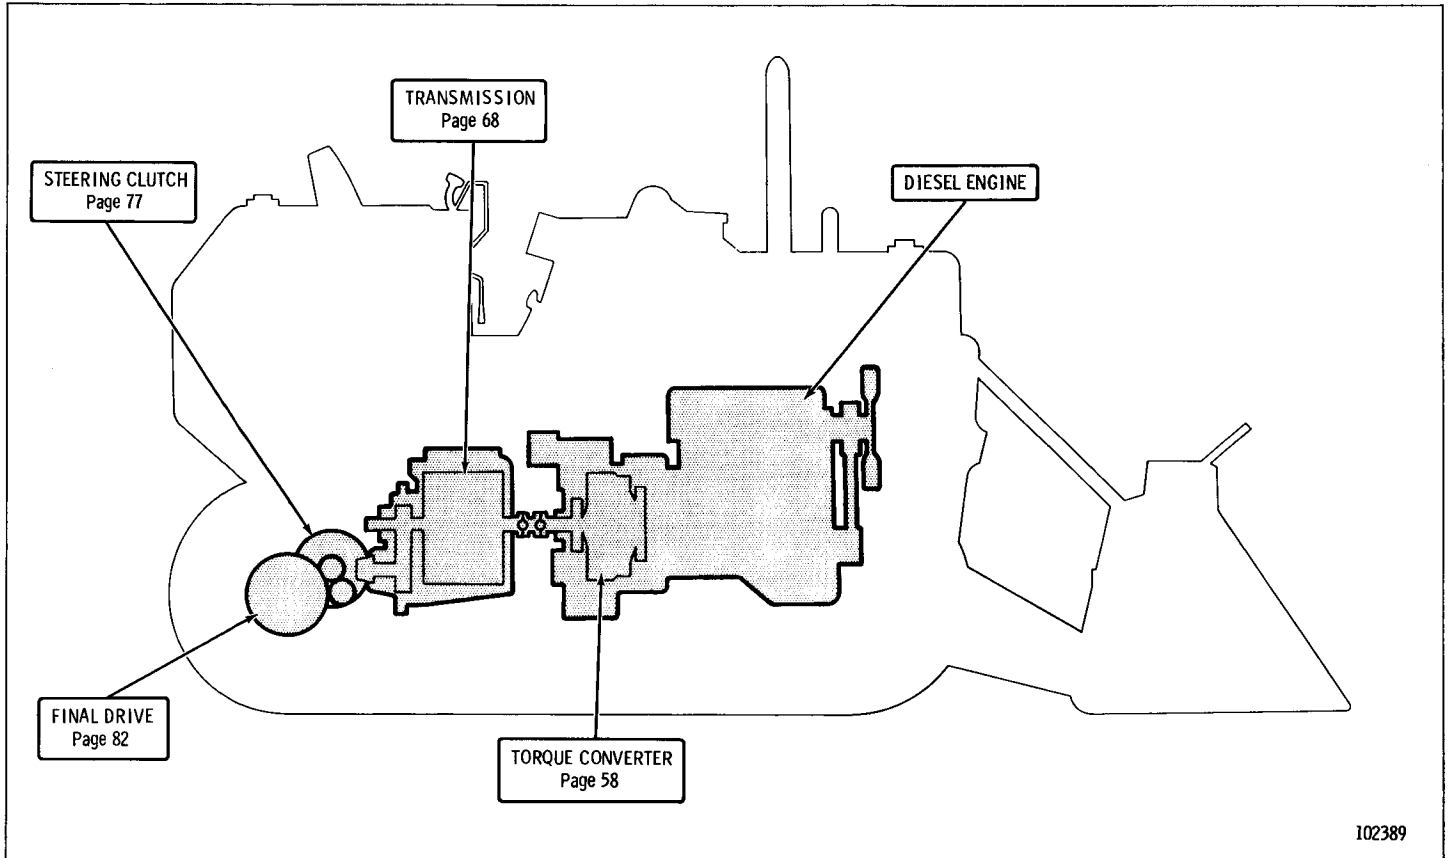 TRANSMISSION
Page 68
STEERING CLUTCH
Page 77
DIESEL ENGINE
FINAL DRIVE
Page 82
TORQUE CONVERTER
Page 58
102389